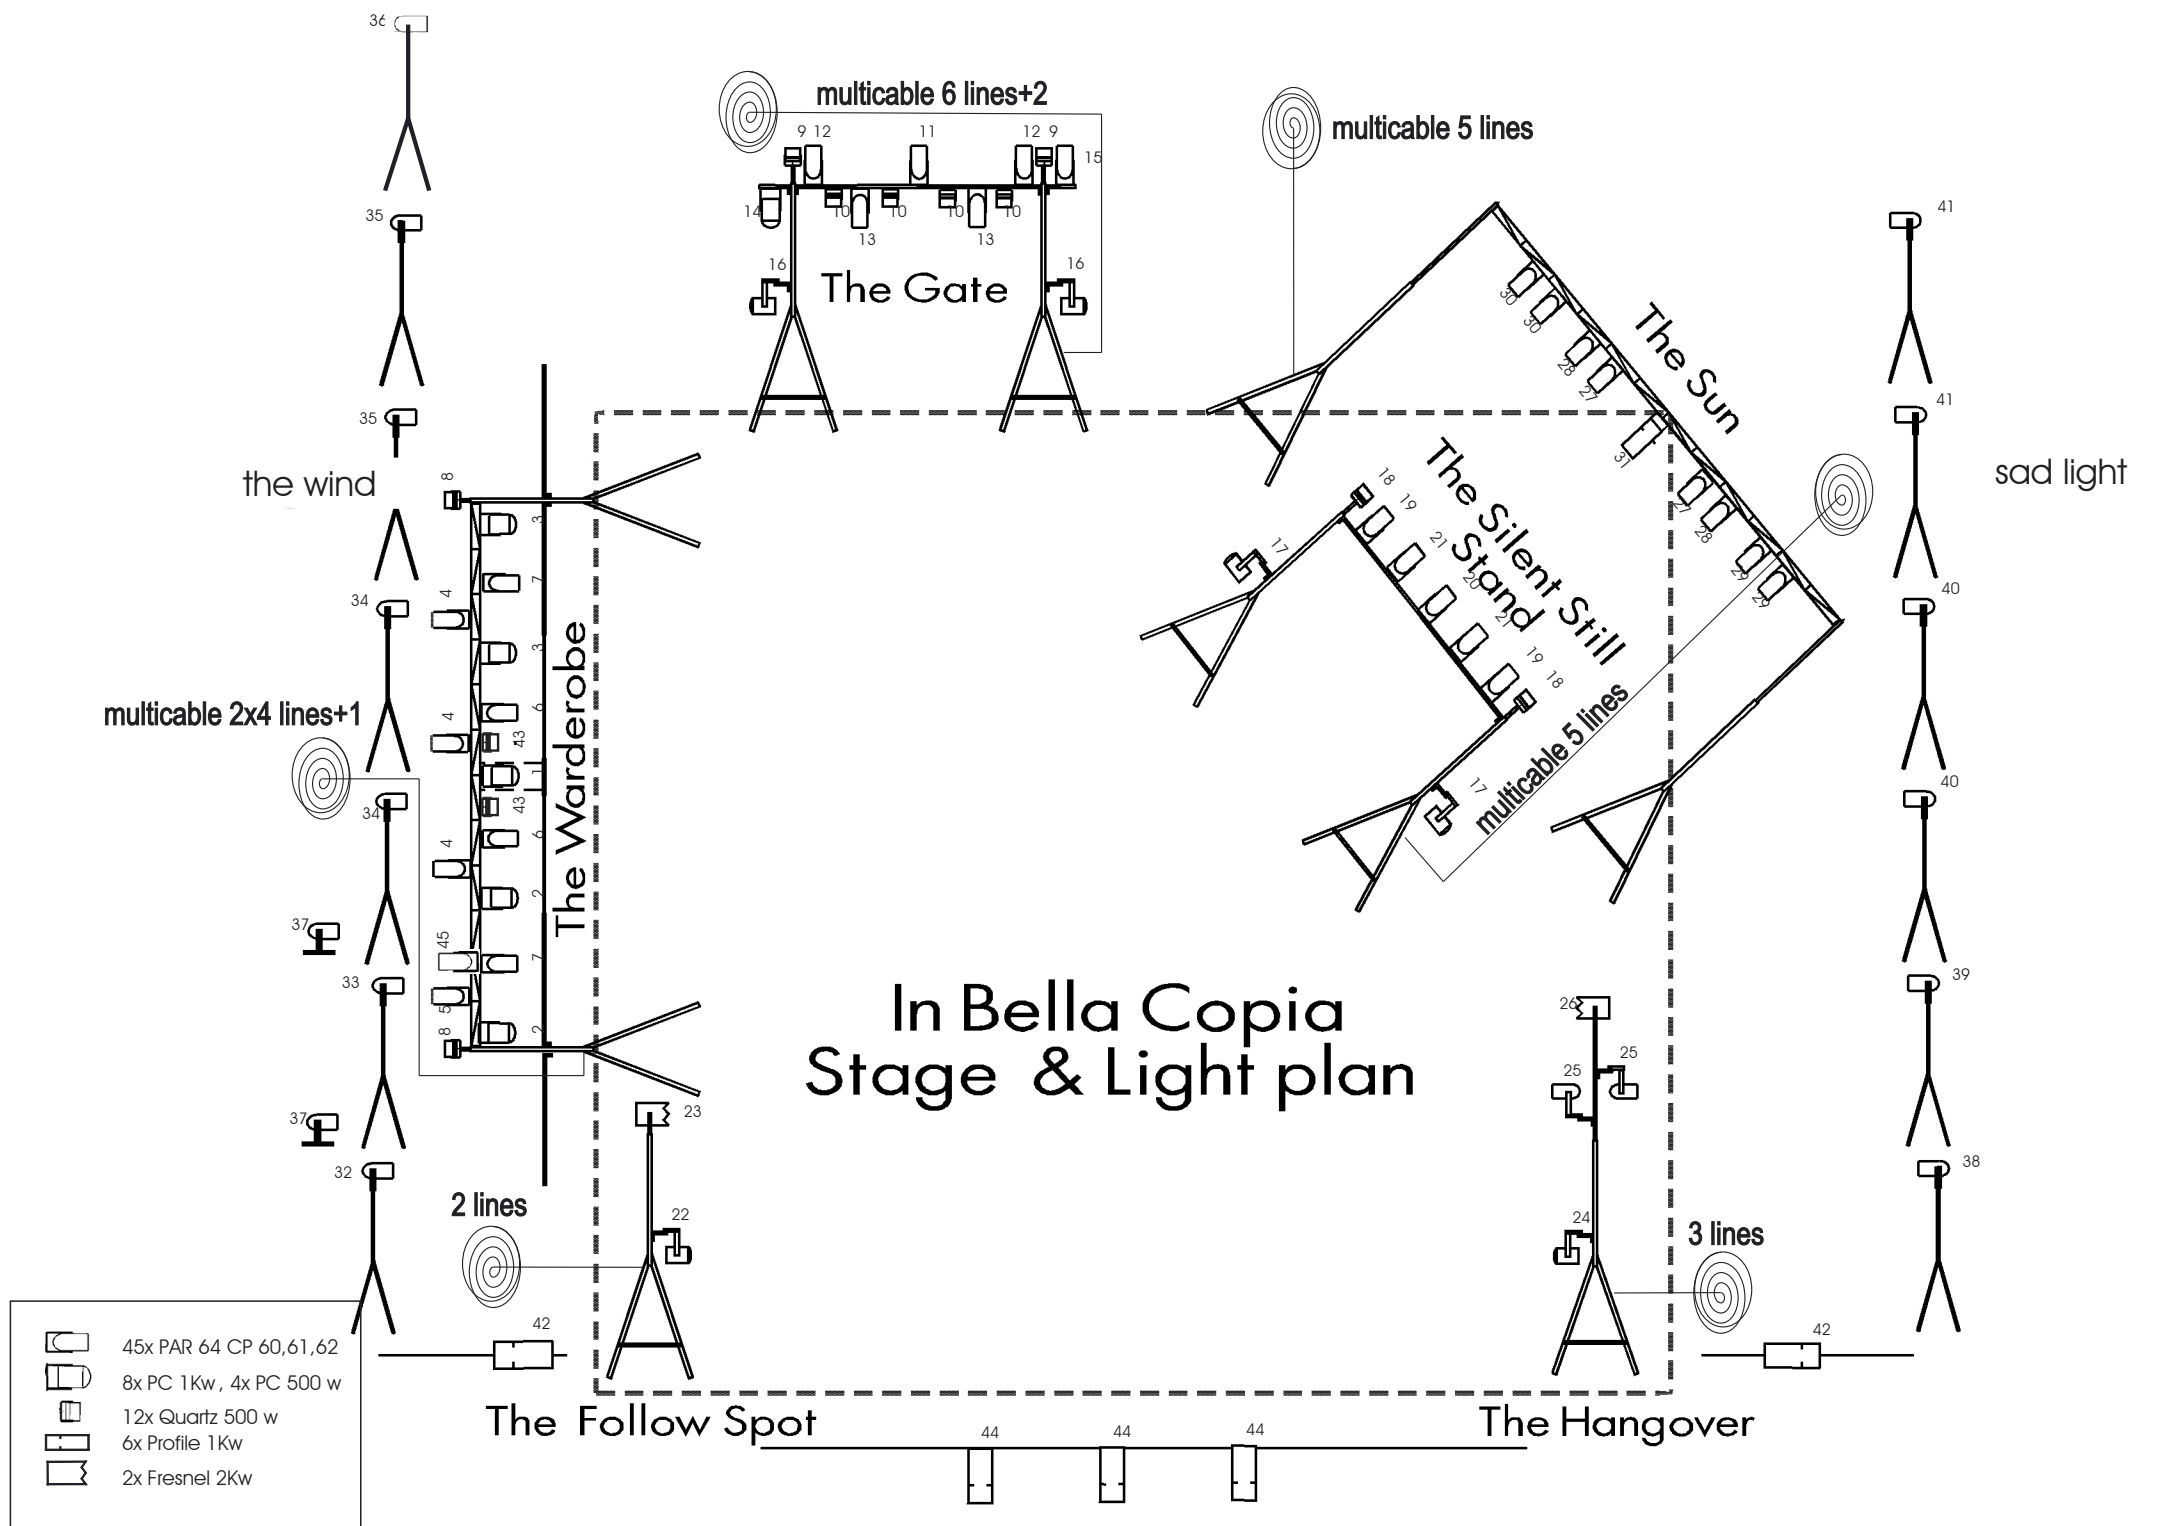 36
multicable 6 lines+2
multicable 5 lines
9 12 11 12 9 15
14 10 10 10 10
13 13
16 16
The Gate
35
35
the wind
34
34
33
32
37
37
multicable 2x4 lines+1
8
3
7
4
3
6
4
43
1
43
6
4
2
45
7
5
8
2
The Warderobe
30
30
28
27
31
27
28
29
29
The Sun
18
19
21
20
21
19
18
17
17
The Silent Still
Stand
multicable 5 lines
41
41
sad light
40
40
39
38
In Bella Copia
Stage & Light plan
26
25
25
24
3 lines
23
22
2 lines
42
42
The Follow Spot
The Hangover
44 44 44
45x PAR 64 CP 60,61,62
8x PC 1Kw , 4x PC 500 w
12x Quartz 500 w
6x Profile 1Kw
2x Fresnel 2Kw